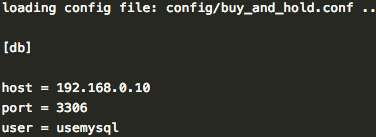 loading config file: config/buy_and_hold.conf ..
[db]
host = 192.168.0.10
port = 3306
user = usemysql